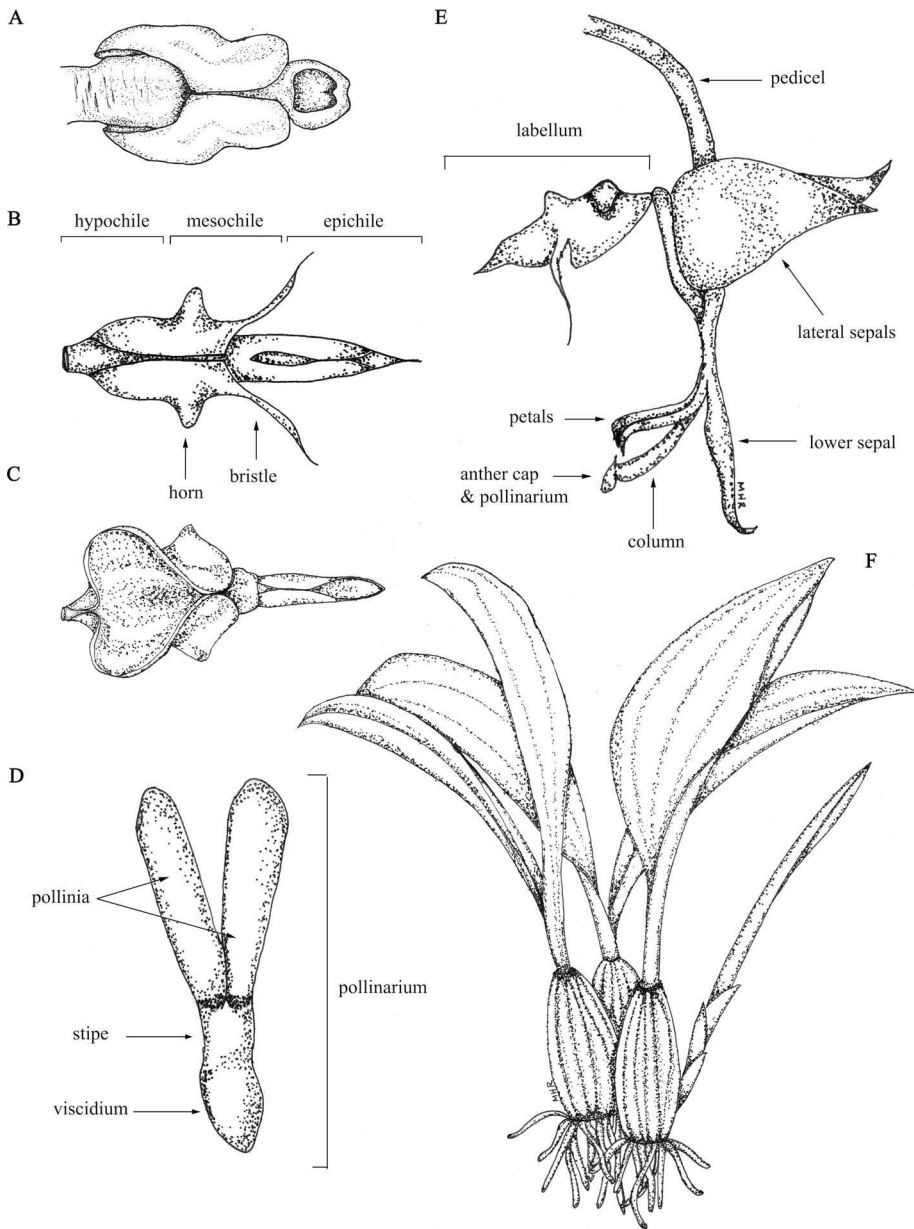 A
E
pedicel
labellum
B
hypochile mesochile epichile
lateral sepals
petals
lower sepal
anther cap
& pollinarium
MHR
horn
bristle
column
C
F
D
pollinia
pollinarium
stipe
viscidium
MHR